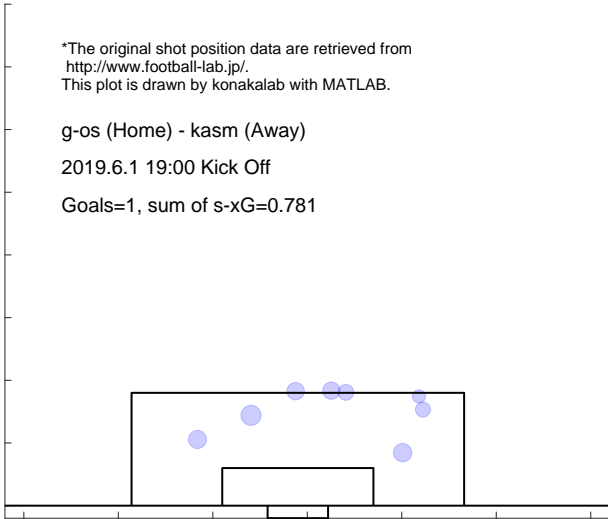 *The original shot position data are retrieved from
http://www.football-lab.jp/.
This plot is drawn by konakalab with MATLAB.
g-os (Home) - kasm (Away)
2019.6.1 19:00 Kick Off
Goals=1, sum of s-xG=0.781